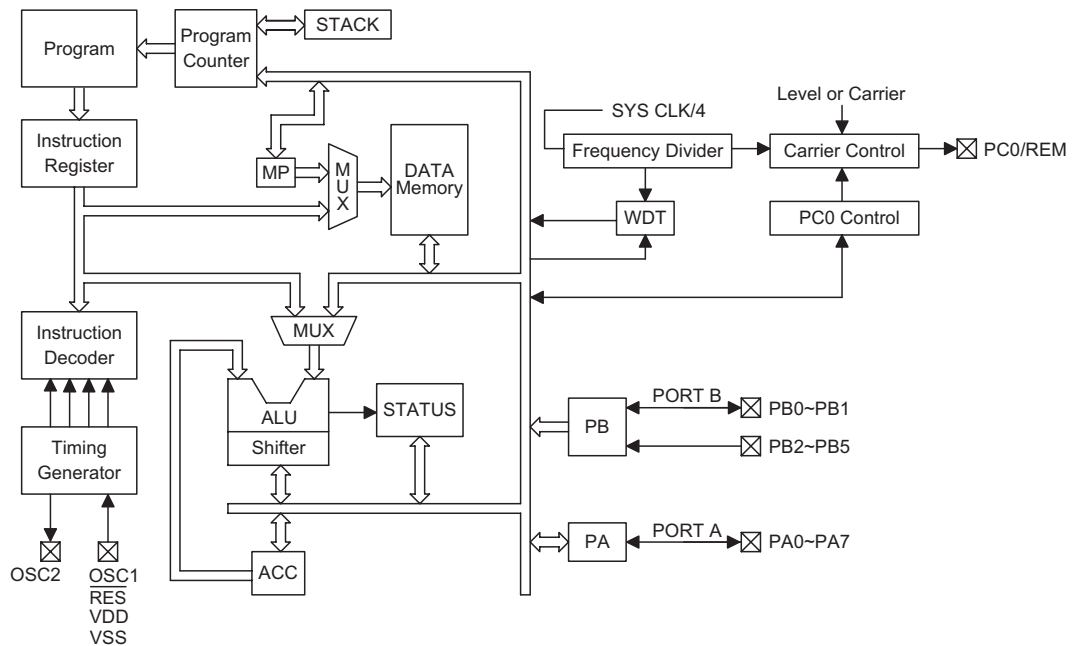 Program
Program
Counter
STACK
Instruction
Register
MP
M
U
X
DATA
Memory
SYS CLK/4
Frequency Divider
WDT
Level or Carrier
Carrier Control
PC0/REM
PC0 Control
Instruction
Decoder
MUX
ALU
Shifter
STATUS
Timing
Generator
PB
PORT B
PB0~PB1
PB2~PB5
PA
PORT A
PA0~PA7
ACC
OSC2
OSC1
RES
VDD
VSS